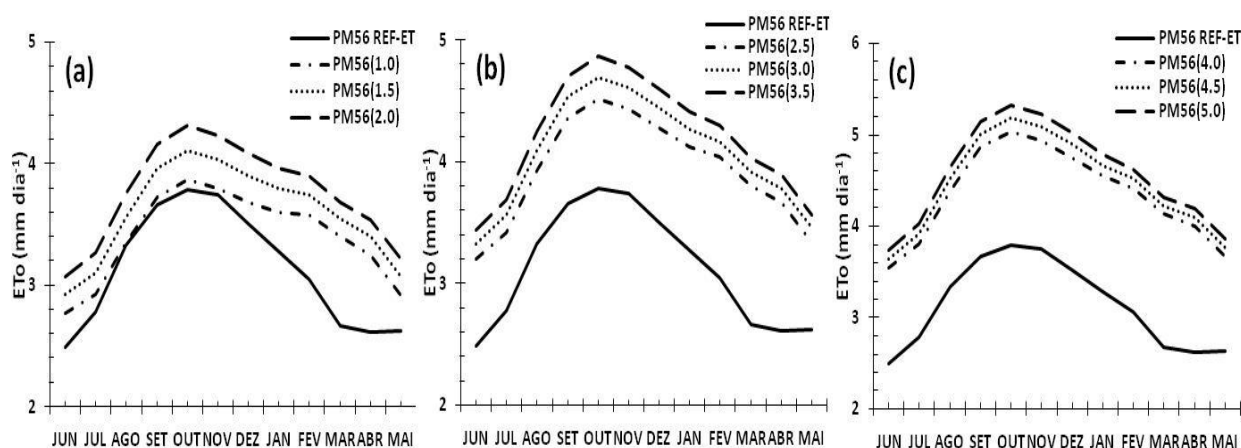 5
4
3
2
ETo (mm dia⁻¹)
(a)
PM56 REF-ET
PM56(1.0)
PM56(1.5)
PM56(2.0)
JUN JUL AGO SET OUT NOV DEZ JAN FEV MAR ABR MAI
5
4
3
2
ETo (mm dia⁻¹)
(b)
PM56 REF-ET
PM56(2.5)
PM56(3.0)
PM56(3.5)
JUN JUL AGO SET OUT NOV DEZ JAN FEV MAR ABR MAI
6
5
4
3
2
ETo (mm dia⁻¹)
(c)
PM56 REF-ET
PM56(4.0)
PM56(4.5)
PM56(5.0)
JUN JUL AGO SET OUT NOV DEZ JAN FEV MAR ABR MAI